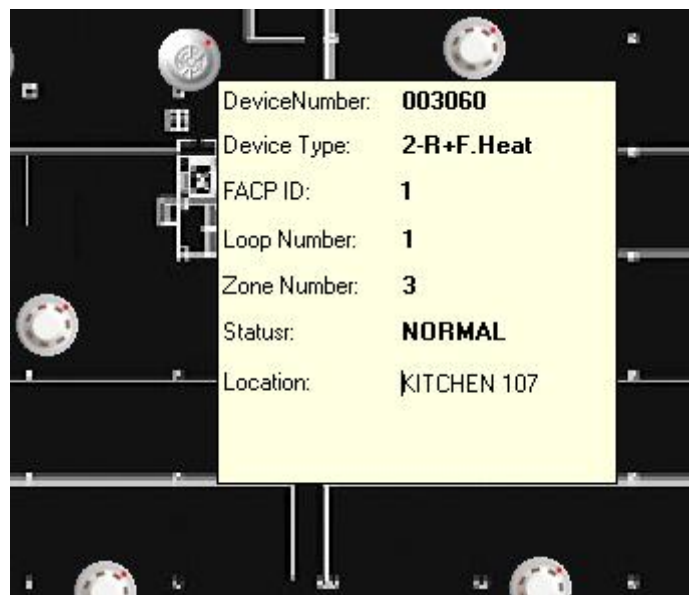 DeviceNumber: 003060
Device Type: 2-R+F.Heat
FACP ID: 1
Loop Number: 1
Zone Number: 3
Statusr: NORMAL
Location: KITCHEN 107